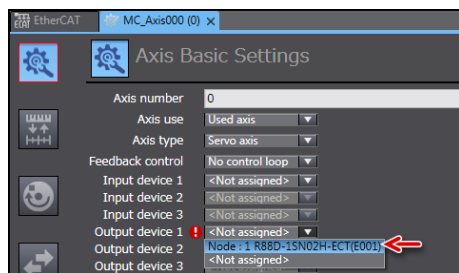 EtherCAT MC_Axis000 (0) x
Axis Basic Settings
Axis number 0
Axis use Used axis
Axis type Servo axis
Feedback control No control loop
Input device 1 <Not assigned>
Input device 2 <Not assigned>
Input device 3 <Not assigned>
Output device 1 <Not assigned>
Output device 2 Node : 1 R88D-1SN02H-ECT(E001)
Output device 3 <Not assigned>